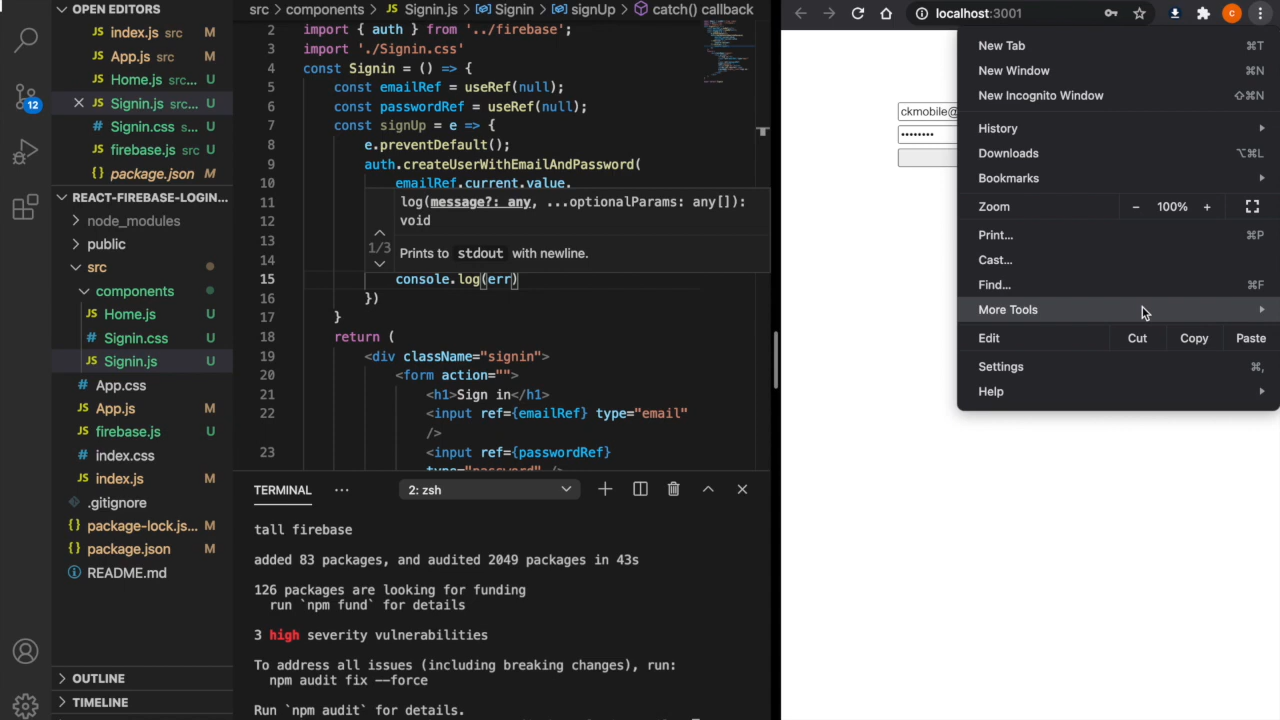 OPEN EDITORS
JS index.js src M
JS App.js src M
JS Home.js src... U
JS Signin.js src... U
# Signin.css s... U
JS firebase.js src U
{} package.json M
REACT-FIREBASE-LOGIN...
node_modules
public
src
components
JS Home.js U
# Signin.css U
JS Signin.js U
# App.css
JS App.js M
JS firebase.js U
# index.css
JS index.js M
.gitignore
{} package-lock.js... M
{} package.json M
README.md
OUTLINE
TIMELINE
12
src > components > JS Signin.js > Signin > signUp > catch() callback
2 import { auth } from '../firebase';
3 import './Signin.css'
4 const Signin = () => {
5 const emailRef = useRef(null);
6 const passwordRef = useRef(null);
7 const signUp = e => {
8 e.preventDefault();
9 auth.createUserWithEmailAndPassword(
10 emailRef.current.value,
11
12
13
14
log(message?: any, ...optionalParams: any[]):
void
1/3
Prints to stdout with newline.
15 console.log(err)
16 })
17 }
18 return (
19 <div className="signin">
20 <form action="">
21 <h1>Sign in</h1>
22 <input ref={emailRef} type="email"
/>
23 <input ref={passwordRef}
type="password" />
TERMINAL ... 2: zsh
tall firebase
added 83 packages, and audited 2049 packages in 43s
126 packages are looking for funding
run `npm fund` for details
3 high severity vulnerabilities
To address all issues (including breaking changes), run:
npm audit fix --force
Run `npm audit` for details.
localhost:3001
C
ckmobile@
New Tab ⌘T
New Window ⌘N
New Incognito Window ⇧⌘N
History
Downloads ⌥⌘L
Bookmarks
Zoom − 100% +
Print... ⌘P
Cast...
Find... ⌘F
More Tools
Edit Cut Copy Paste
Settings ⌘,
Help